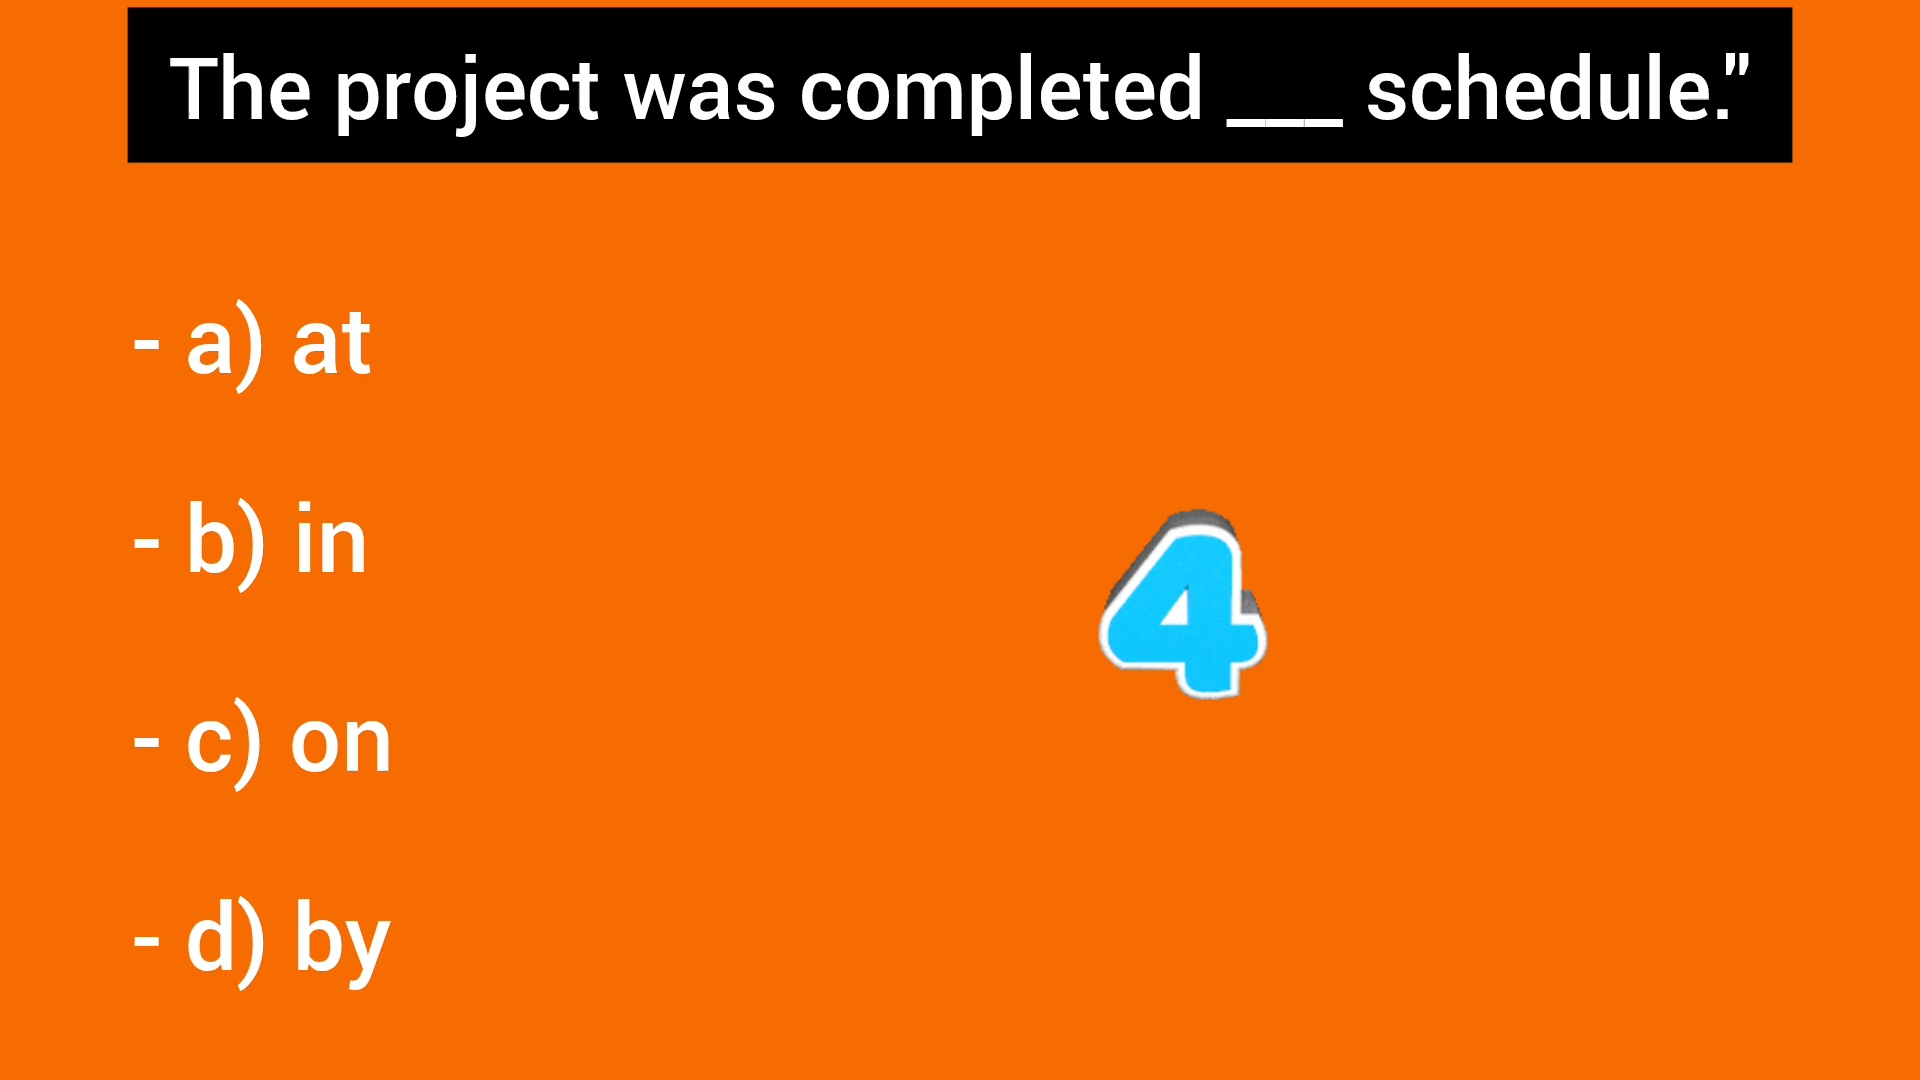 The project was completed ___ schedule."
- a) at
- b) in
4
- c) on
- d) by